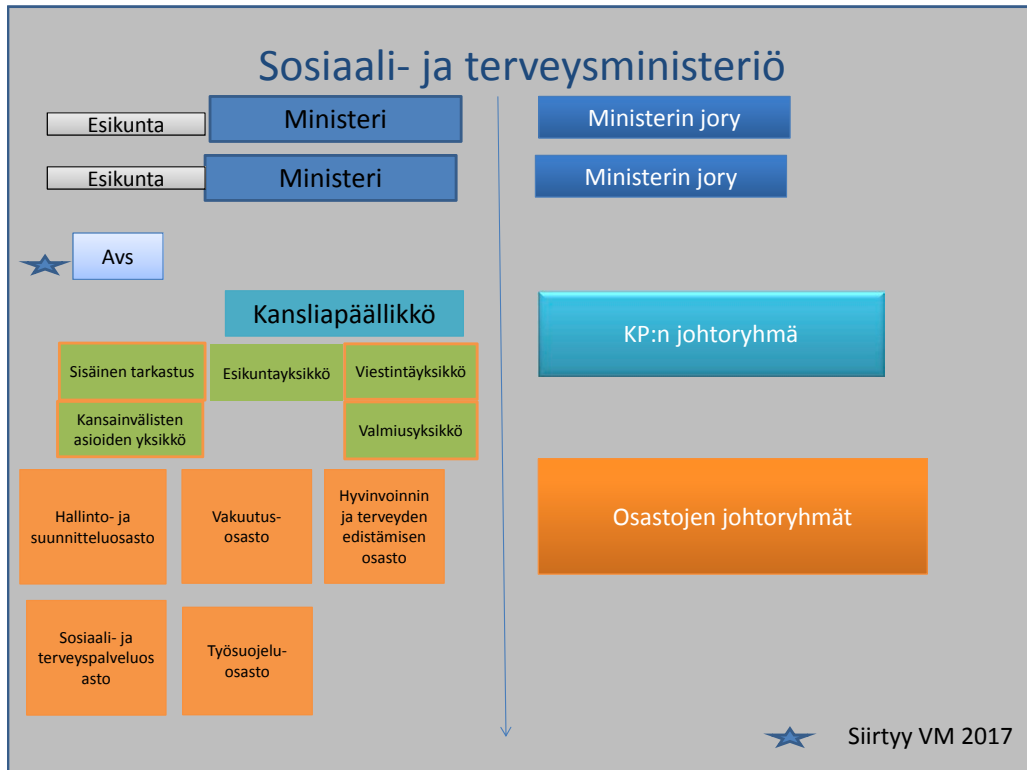 Sosiaali- ja terveysministeriö
Esikunta
Ministeri
Ministerin jory
Esikunta
Ministeri
Ministerin jory
Avs
Kansliapäällikkö
KP:n johtoryhmä
Sisäinen tarkastus
Esikuntayksikkö
Viestintäyksikkö
Kansainvälisten
asioiden yksikkö
Valmiusyksikkö
Hallinto- ja
suunnitteluosasto
Vakuutus-
osasto
Hyvinvoinnin
ja terveyden
edistämisen
osasto
Osastojen johtoryhmät
Sosiaali- ja
terveyspalveluos
asto
Työsuojelu-
osasto
Siirtyy VM 2017